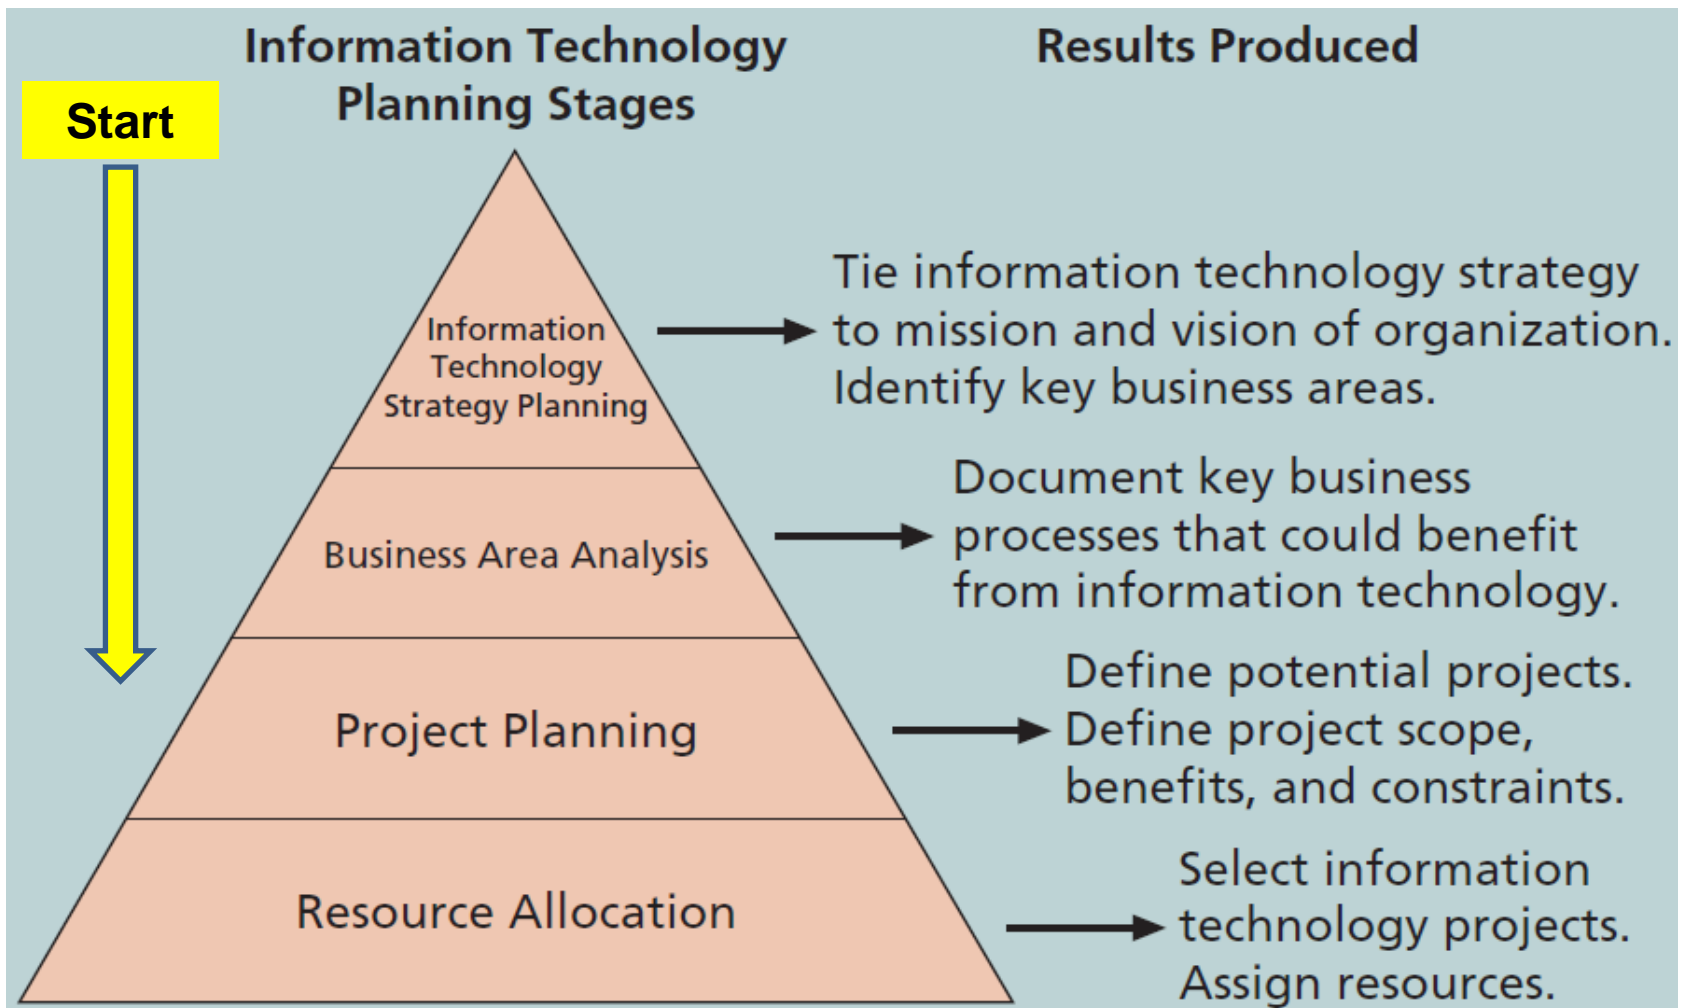 Information Technology
Planning Stages
Results Produced
Start
Information
Technology
Strategy Planning
Tie information technology strategy
to mission and vision of organization.
Identify key business areas.
Business Area Analysis
Document key business
processes that could benefit
from information technology.
Project Planning
Define potential projects.
Define project scope,
benefits, and constraints.
Resource Allocation
Select information
technology projects.
Assign resources.